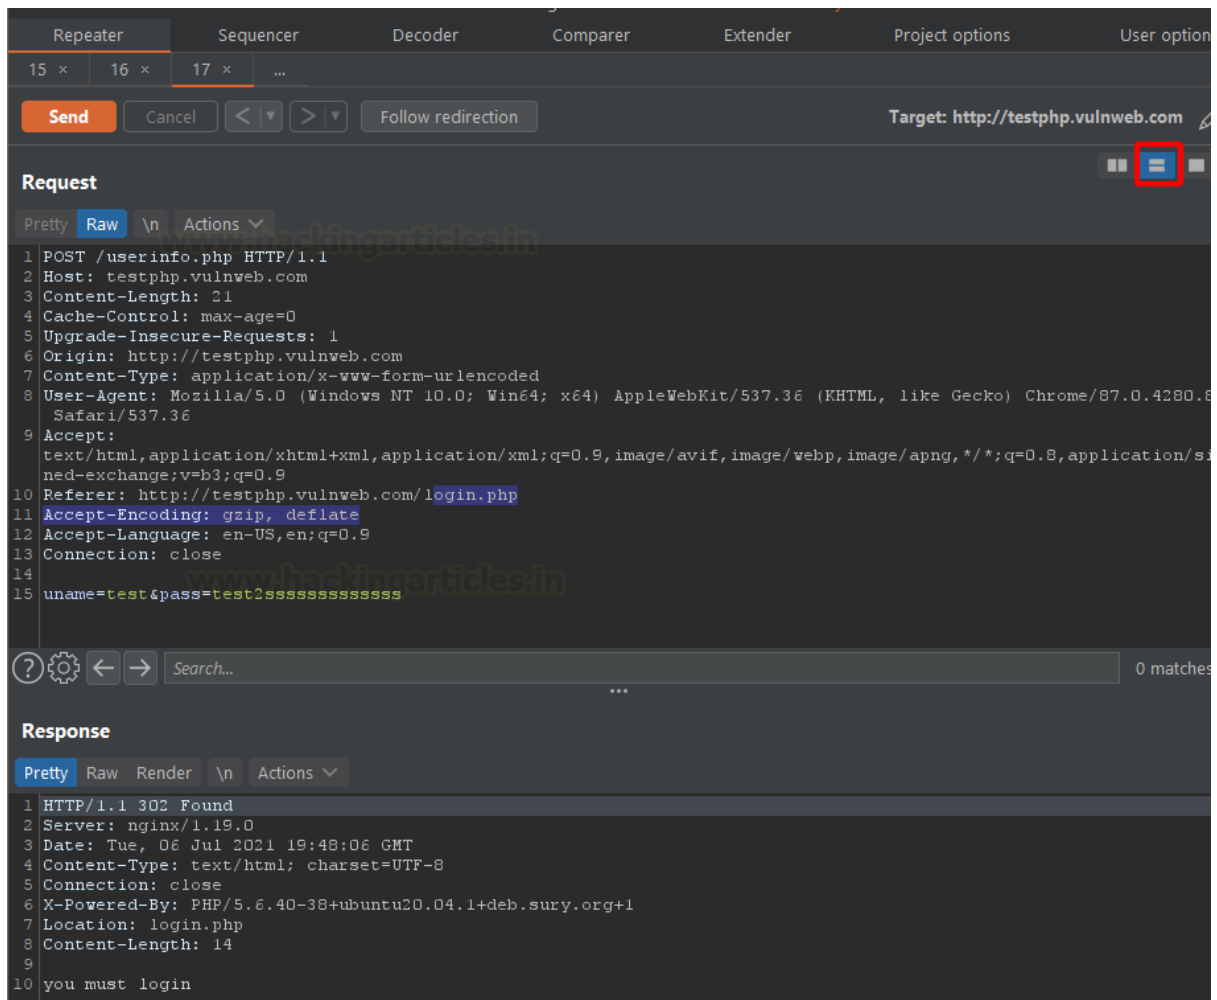 Repeater Sequencer Decoder Comparer Extender Project options User option
15 × 16 × 17 × ...
Send Cancel < > Follow redirection Target: http://testphp.vulnweb.com
Request
Pretty Raw \n Actions
www.hackingarticles.in
1 POST /userinfo.php HTTP/1.1
2 Host: testphp.vulnweb.com
3 Content-Length: 21
4 Cache-Control: max-age=0
5 Upgrade-Insecure-Requests: 1
6 Origin: http://testphp.vulnweb.com
7 Content-Type: application/x-www-form-urlencoded
8 User-Agent: Mozilla/5.0 (Windows NT 10.0; Win64; x64) AppleWebKit/537.36 (KHTML, like Gecko) Chrome/87.0.4280.8
Safari/537.36
9 Accept:
text/html,application/xhtml+xml,application/xml;q=0.9,image/avif,image/webp,image/apng,*/*;q=0.8,application/si
ned-exchange;v=b3;q=0.9
10 Referer: http://testphp.vulnweb.com/login.php
11 Accept-Encoding: gzip, deflate
12 Accept-Language: en-US,en;q=0.9
13 Connection: close
14
www.hackingarticles.in
15 uname=test&pass=test2sssssssssssss
? Search... 0 matches
Response
Pretty Raw Render \n Actions
1 HTTP/1.1 302 Found
2 Server: nginx/1.19.0
3 Date: Tue, 06 Jul 2021 19:48:06 GMT
4 Content-Type: text/html; charset=UTF-8
5 Connection: close
6 X-Powered-By: PHP/5.6.40-38+ubuntu20.04.1+deb.sury.org+1
7 Location: login.php
8 Content-Length: 14
9
10 you must login